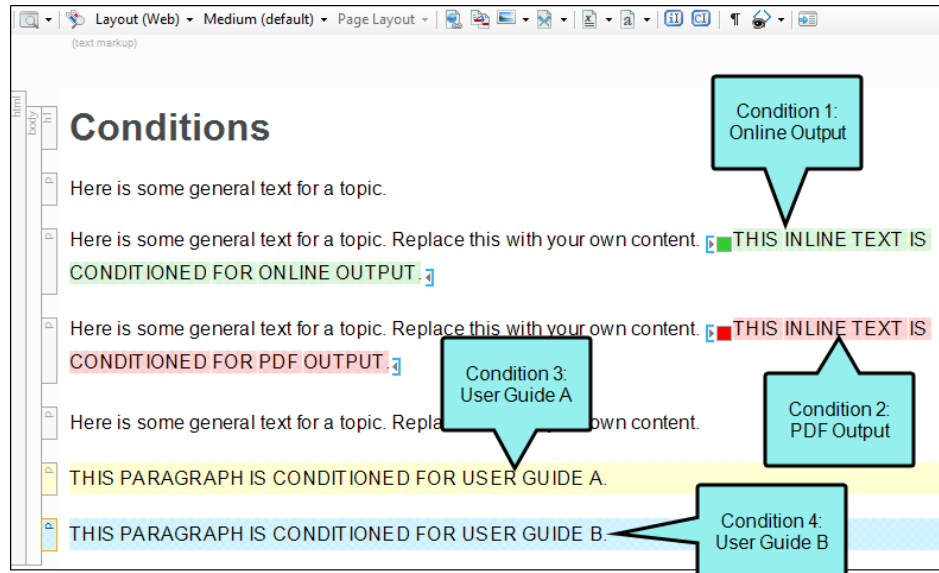 Layout (Web) Medium (default) Page Layout
(text markup)
html
body
h1
Conditions
Condition 1:
Online Output
p
Here is some general text for a topic.
p
Here is some general text for a topic. Replace this with your own content. THIS INLINE TEXT IS
CONDITIONED FOR ONLINE OUTPUT.
p
Here is some general text for a topic. Replace this with your own content. THIS INLINE TEXT IS
CONDITIONED FOR PDF OUTPUT.
Condition 3:
User Guide A
Condition 2:
PDF Output
p
Here is some general text for a topic. Repla own content.
p
THIS PARAGRAPH IS CONDITIONED FOR USER GUIDE A.
p
THIS PARAGRAPH IS CONDITIONED FOR USER GUIDE B.
Condition 4:
User Guide B